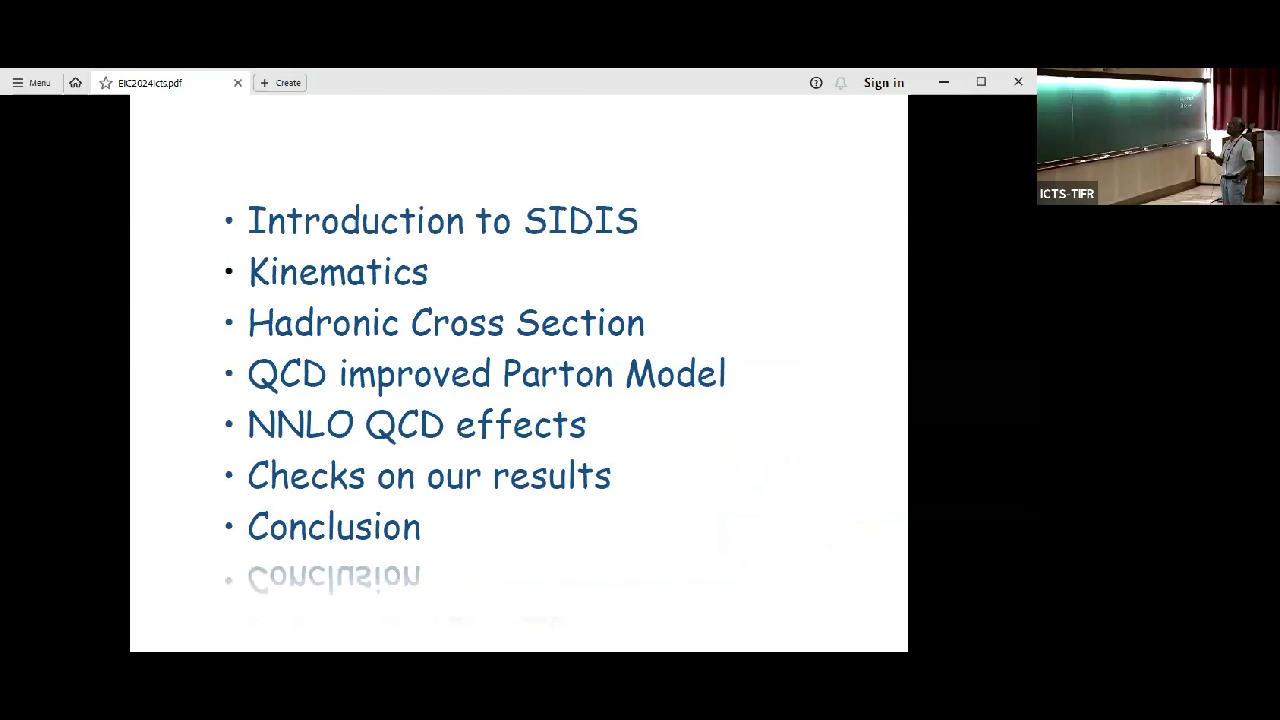 Menu
EIC2024icts.pdf
Create
Sign in
ICTS-TIFR
• Introduction to SIDIS
• Kinematics
• Hadronic Cross Section
• QCD improved Parton Model
• NNLO QCD effects
• Checks on our results
• Conclusion